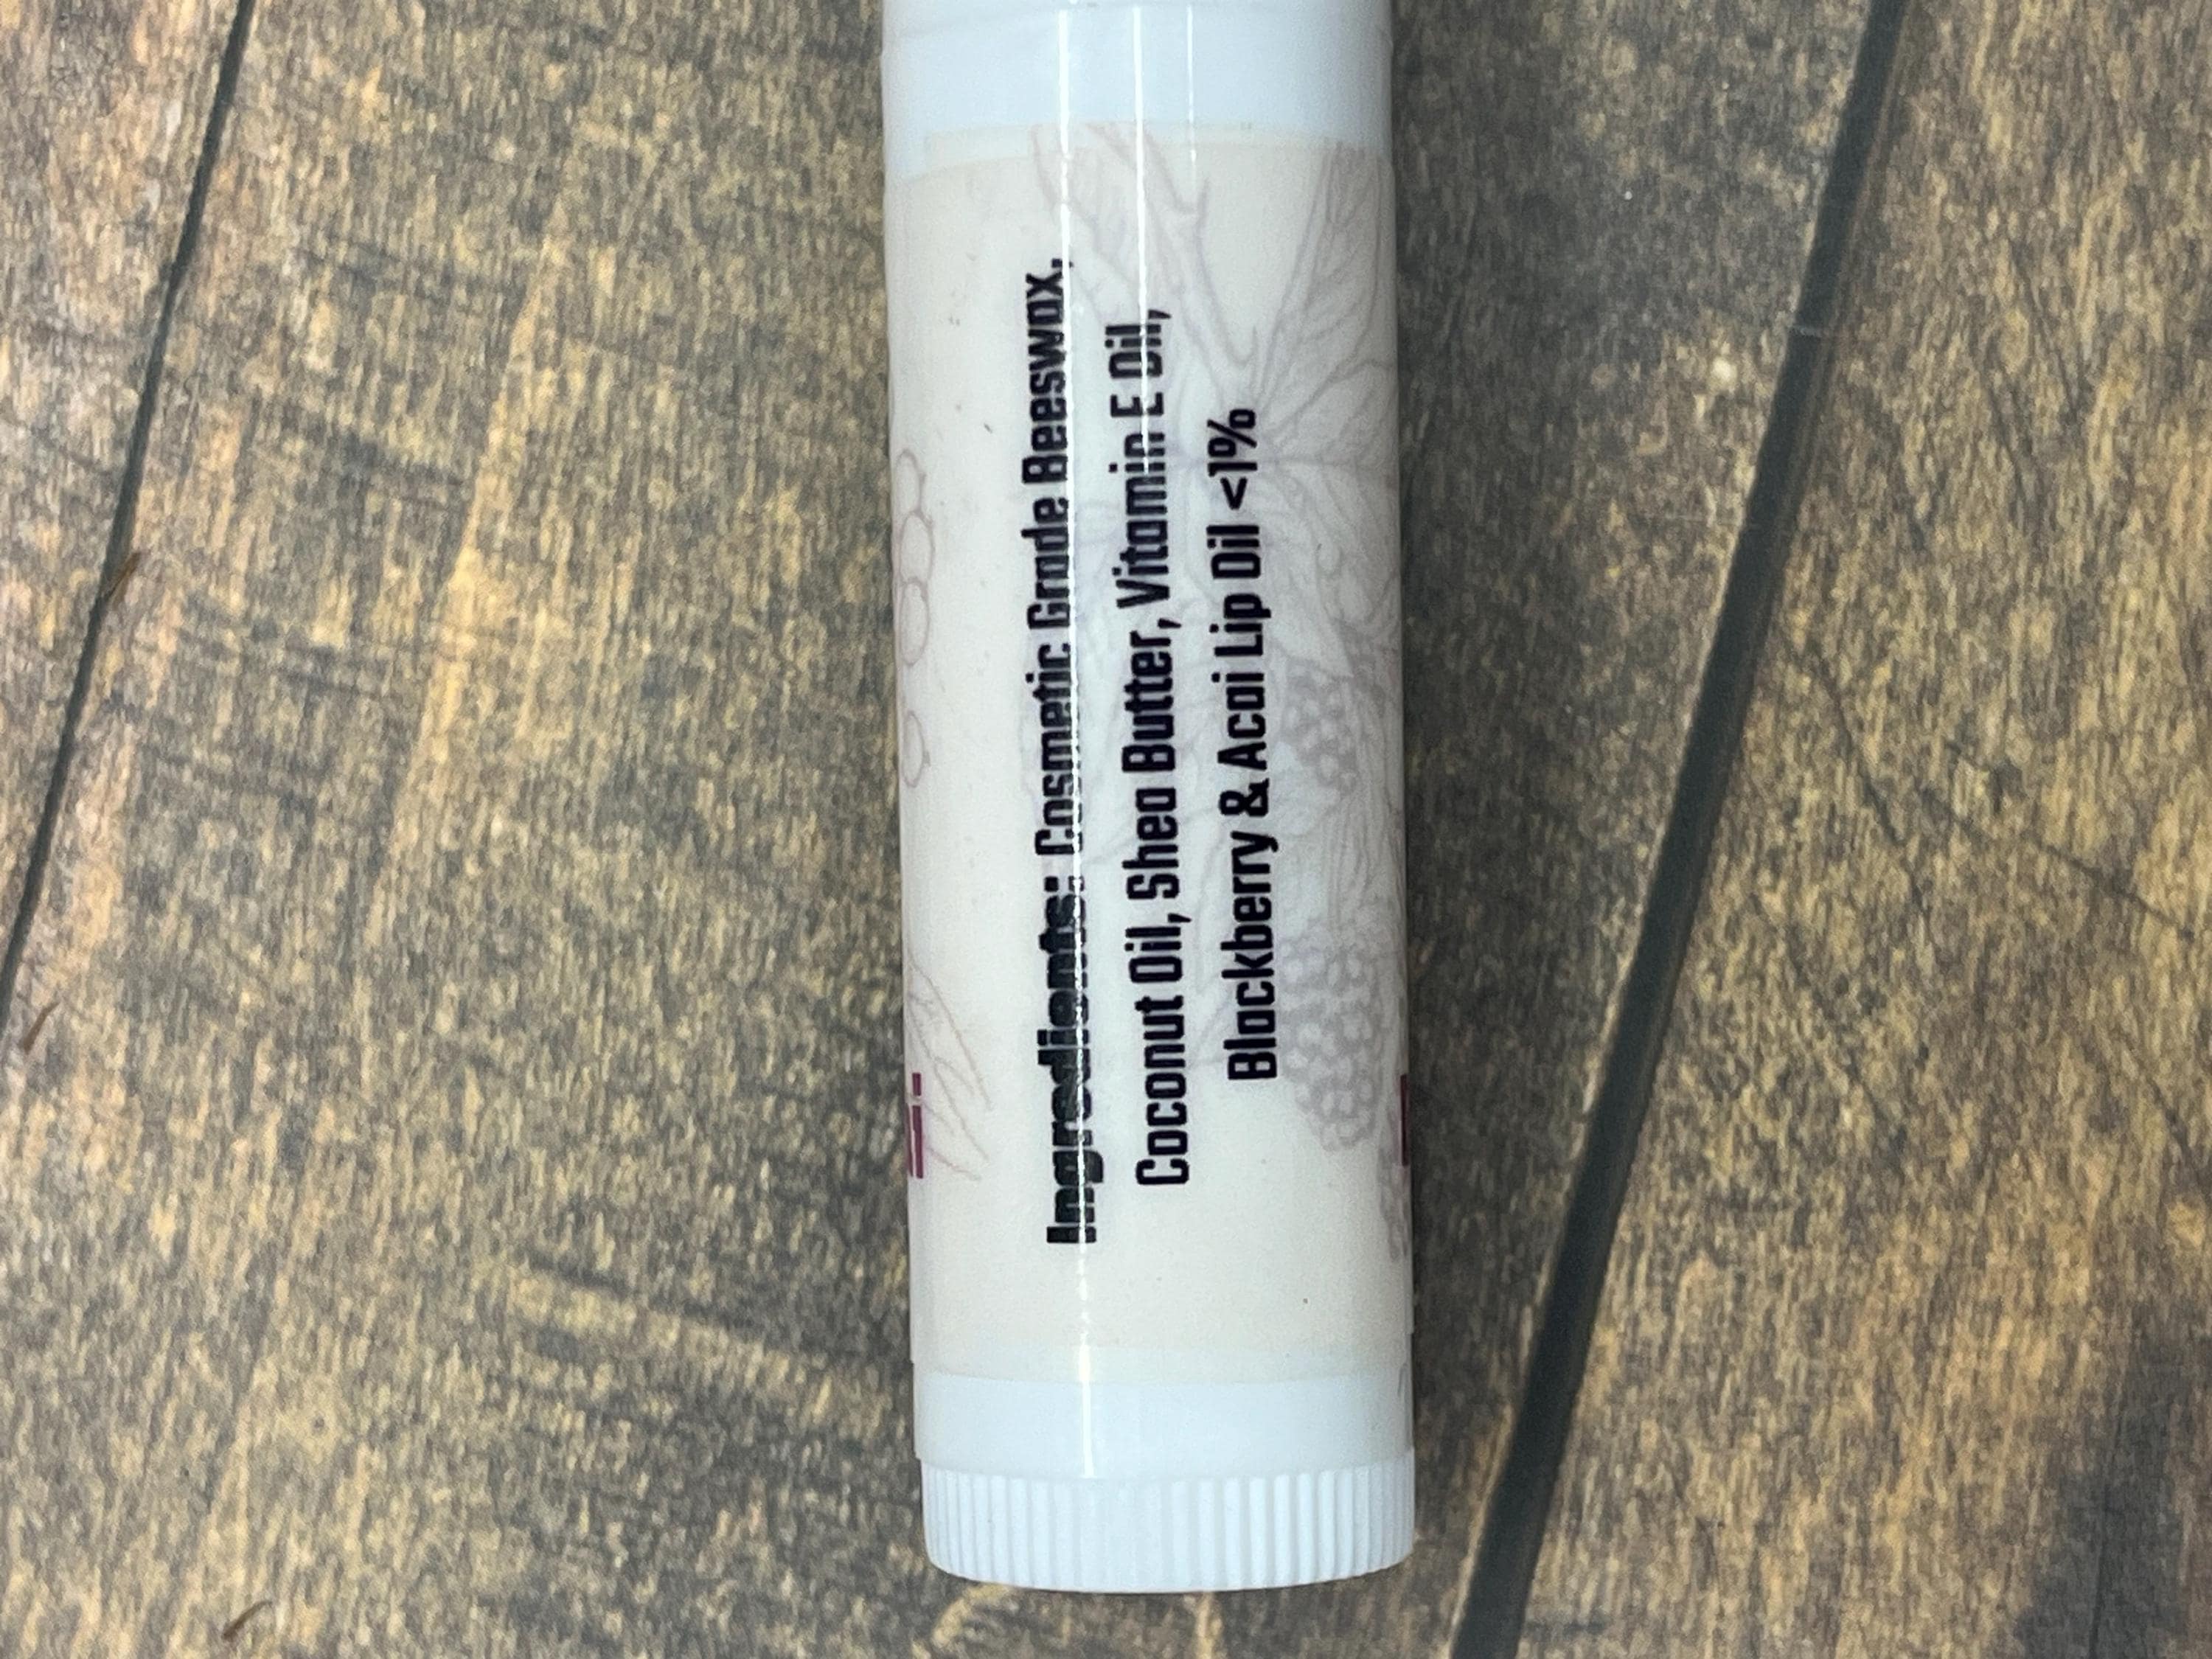 Ingredients: Cosmetic Grade Beeswax,
Coconut Oil, Shea Butter, Vitamin E Oil,
Blackberry & Acai Lip Oil <1%